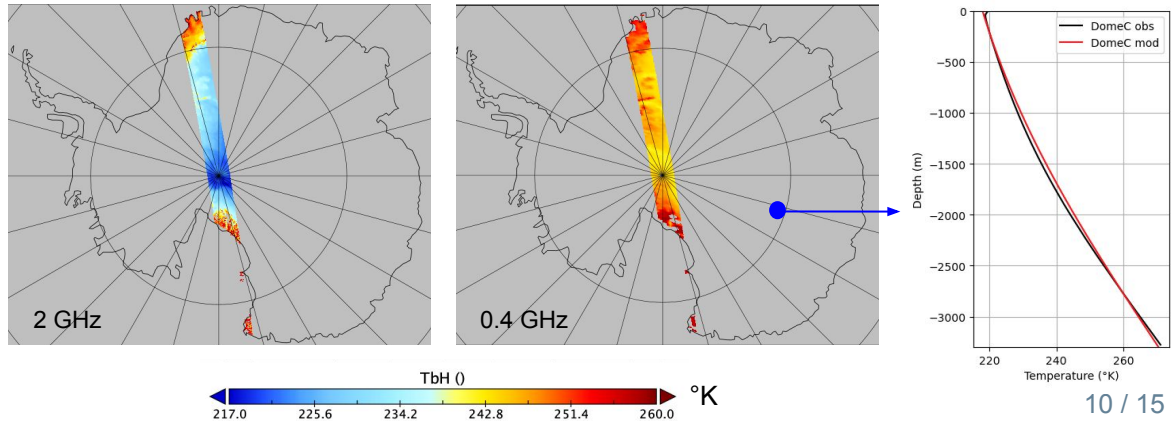 2 GHz
0.4 GHz
TbH ()
217.0 225.6 234.2 242.8 251.4 260.0
°K
DomeC obs
DomeC mod
0
−500
−1000
−1500
−2000
−2500
−3000
Depth (m)
220 240 260
Temperature (°K)
10 / 15